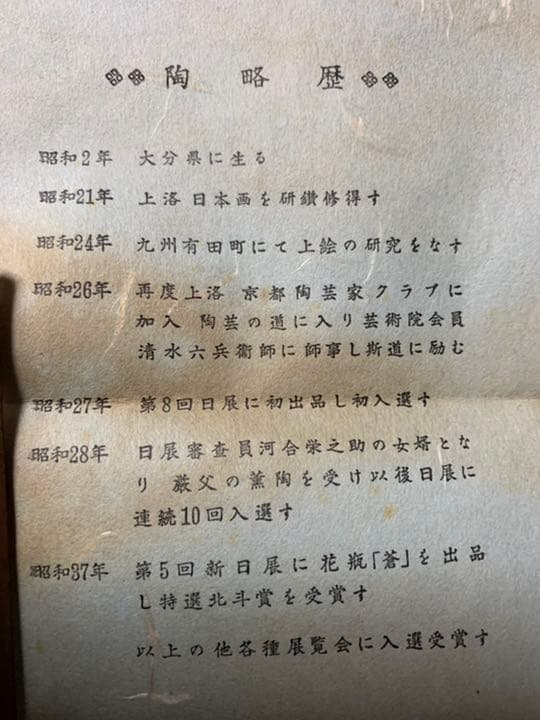 陶略歴
昭和2年 大分県に生る
昭和21年 上洛 日本画を研鑽修得す
昭和24年 九州有田町にて上絵の研究をなす
昭和26年 再度上洛 京都陶芸家クラブに
加入 陶芸の道に入り芸術院会員
清水六兵衛師に師事し斯道に励む
昭和27年 第8回日展に初出品し初入選す
昭和28年 日展審査員河合栄之助の女婿とな
り 厳父の薫陶を受け以後日展に
連続10回入選す
昭和37年 第5回新日展に花瓶「蒼」を出品
し特選北斗賞を受賞す
以上の他各種展覧会に入選受賞す